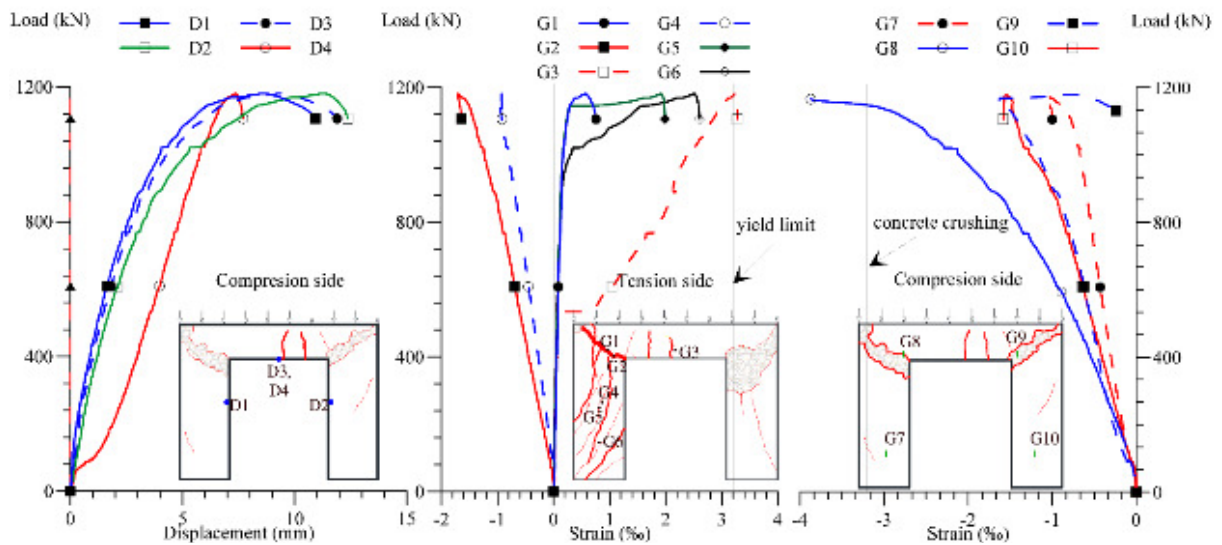 Load (kN)
D1
D3
D2
D4
1200
800
400
0
Compresion side
D3,
D4
D1
D2
0
5
10
15
Displacement (mm)
Load (kN)
G1
G4
G2
G5
G3
G6
1200
800
400
0
yield limit
Tension side
G1
G2
G3
G4
G5
G6
-2
-1
0
1
2
3
4
Strain (‰)
G7
G9
Load (kN)
G8
G10
1200
800
400
0
concrete crushing
Compresion side
G8
G9
G7
G10
-4
-3
-2
-1
0
Strain (‰)